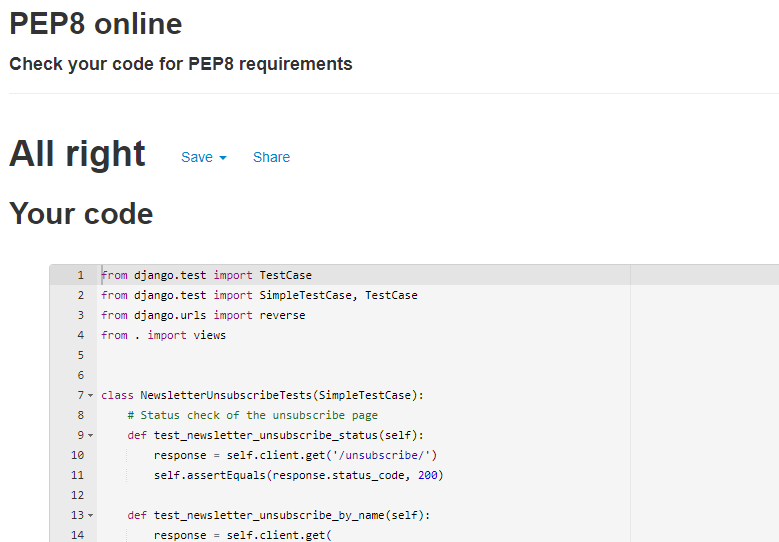 PEP8 online
Check your code for PEP8 requirements
All right Save Share
Your code
1 from django.test import TestCase
2 from django.test import SimpleTestCase, TestCase
3 from django.urls import reverse
4 from . import views
5
6
7 class NewsletterUnsubscribeTests(SimpleTestCase):
8     # Status check of the unsubscribe page
9     def test_newsletter_unsubscribe_status(self):
10         response = self.client.get('/unsubscribe/')
11         self.assertEquals(response.status_code, 200)
12
13     def test_newsletter_unsubscribe_by_name(self):
14         response = self.client.get(